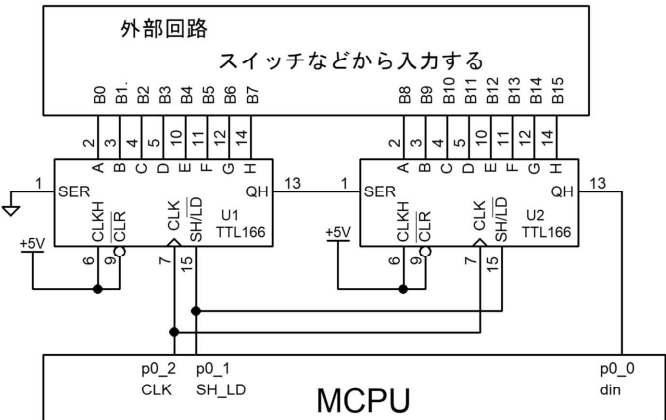 外部回路
スイッチなどから入力する
B0 B1. B2 B3 B4 B5 B6 B7 B8 B9 B10 B11 B12 B13 B14 B15
2 3 4 5 10 11 12 14 2 3 4 5 10 11 12 14
A B C D E F G H A B C D E F G H
1 SER QH 13 1 SER QH 13
CLKH CLR CLK SH/LD U1 CLKH CLR CLK SH/LD U2
TTL166 TTL166
+5V +5V
6 9 7 15 6 9 7 15
p0_2 p0_1 p0_0
CLK SH_LD din
MCPU